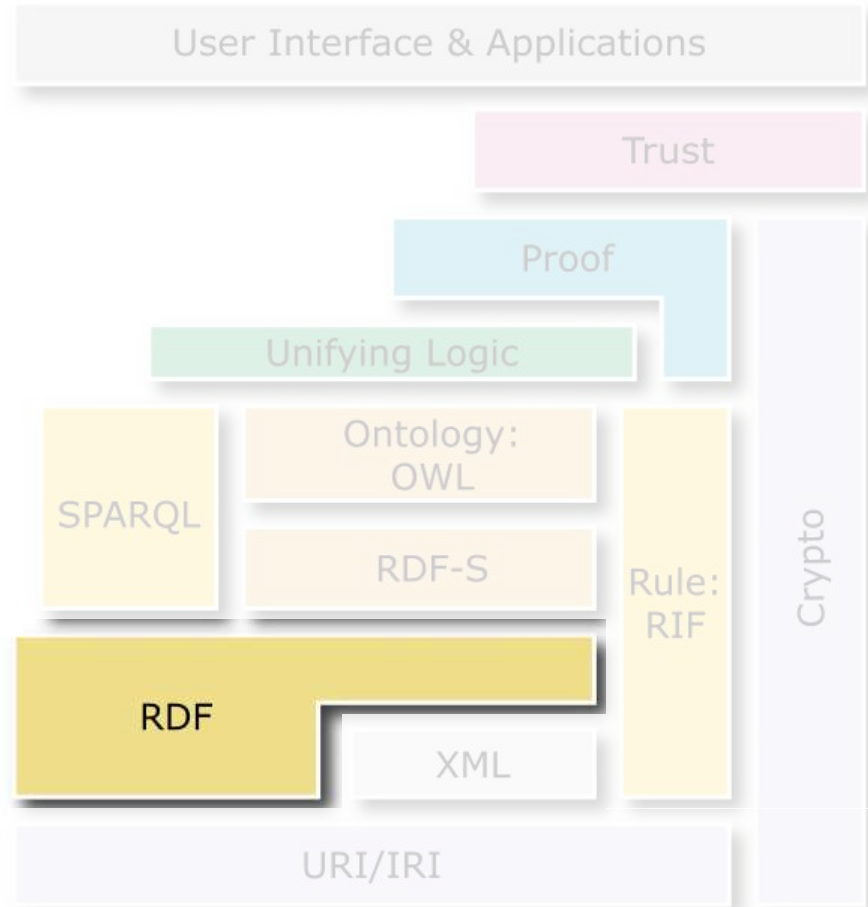 User Interface & Applications
Trust
Proof
Unifying Logic
Ontology:
OWL
SPARQL
RDF-S
Rule:
RIF
Crypto
RDF
XML
URI/IRI